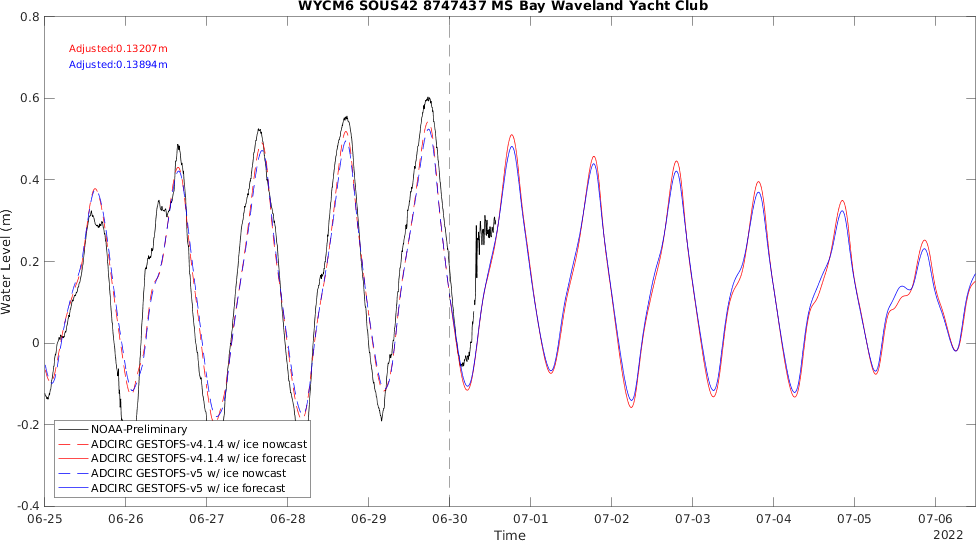 WYCM6 SOUS42 8747437 MS Bay Waveland Yacht Club
0.8
0.6
0.4
0.2
0
-0.2
-0.4
Water Level (m)
Adjusted:0.13207m
Adjusted:0.13894m
NOAA-Preliminary
ADCIRC GESTOFS-v4.1.4 w/ ice nowcast
ADCIRC GESTOFS-v4.1.4 w/ ice forecast
ADCIRC GESTOFS-v5 w/ ice nowcast
ADCIRC GESTOFS-v5 w/ ice forecast
06-25 06-26 06-27 06-28 06-29 06-30 07-01 07-02 07-03 07-04 07-05 07-06
Time
2022